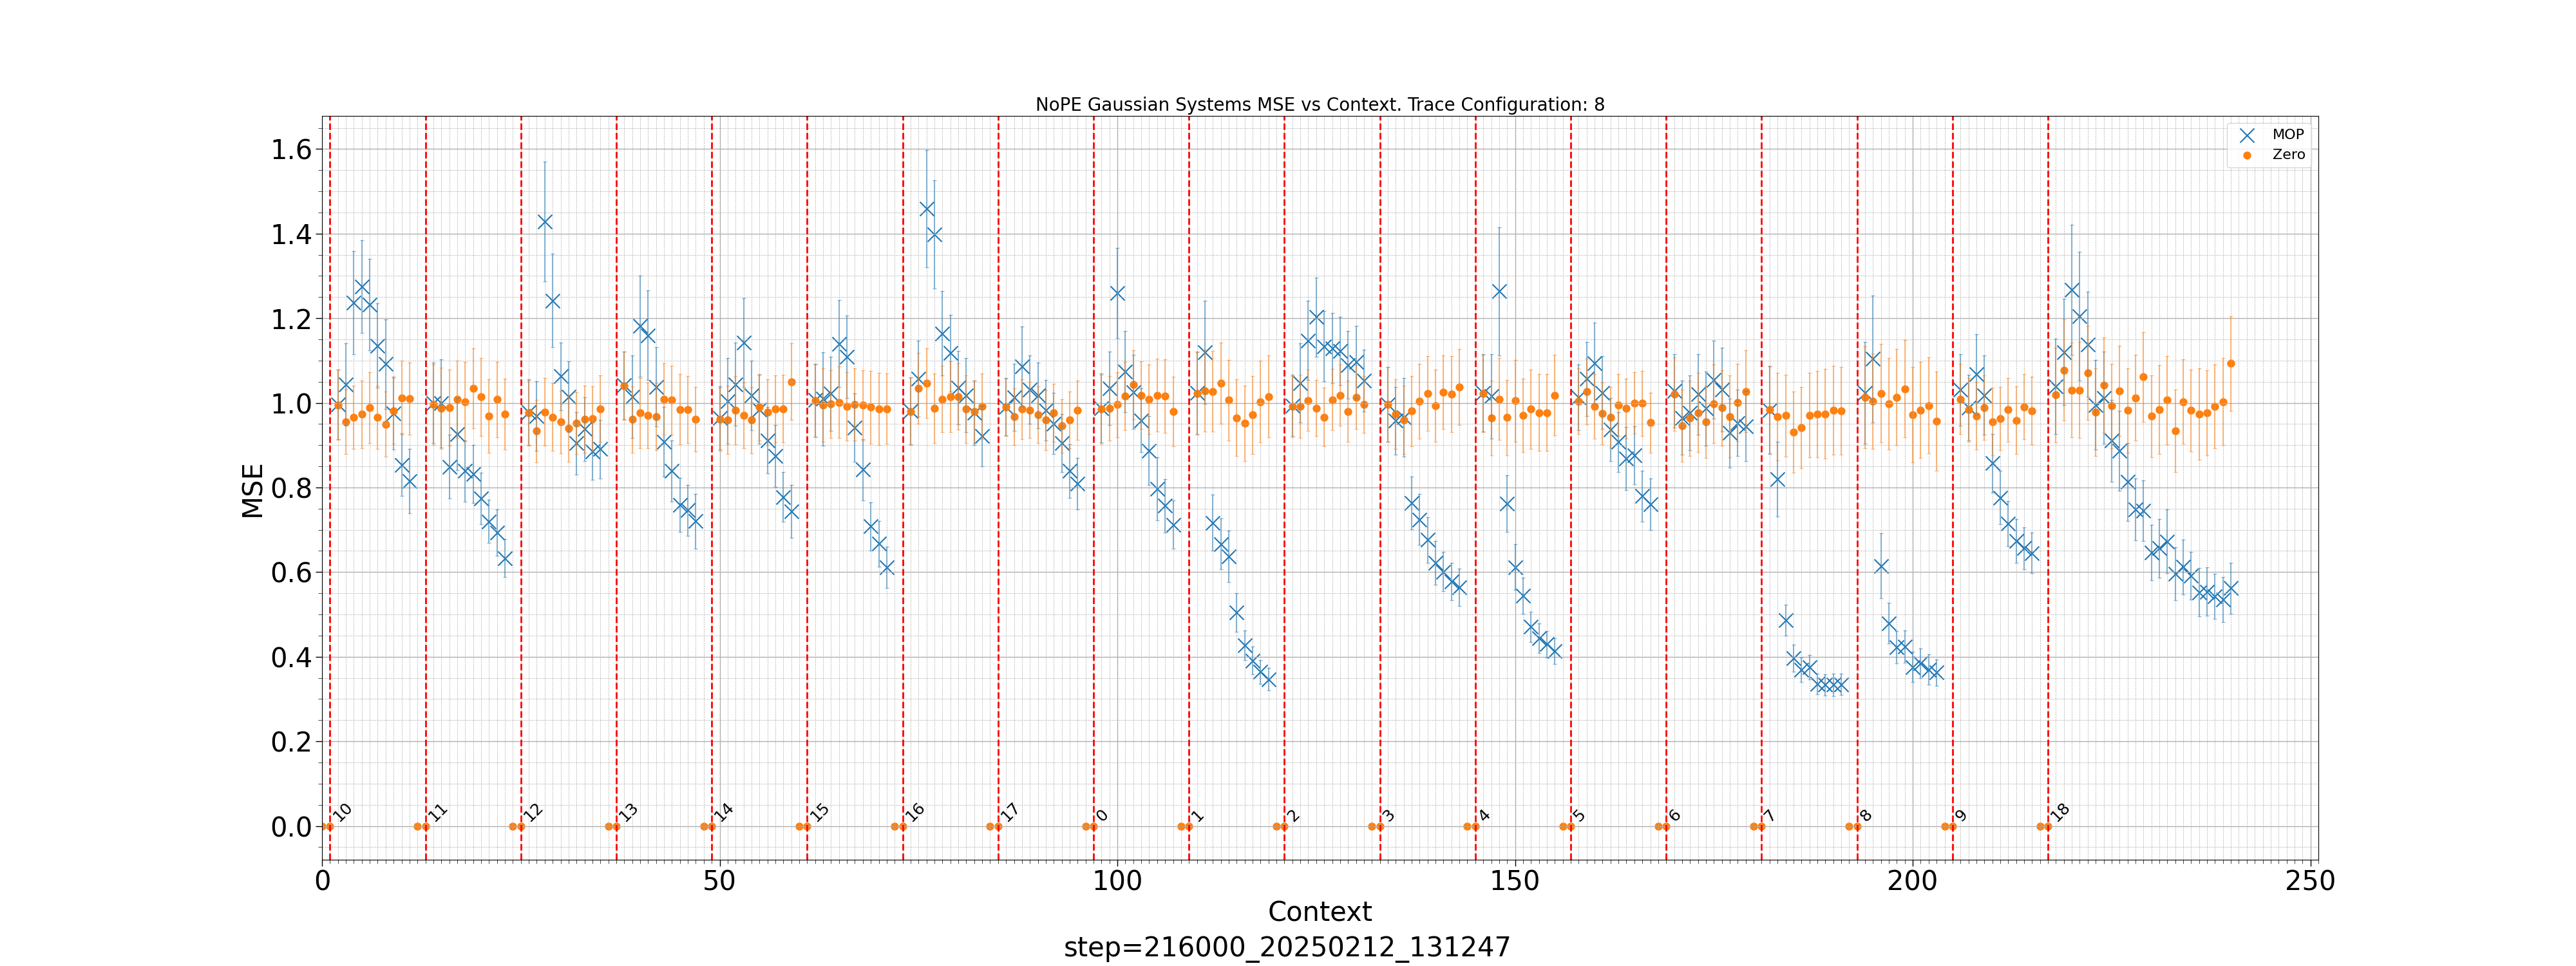 NoPE Gaussian Systems MSE vs Context. Trace Configuration: 8
MOP
Zero
MSE
1.6
1.4
1.2
1.0
0.8
0.6
0.4
0.2
0.0
10 11 12 13 14 15 16 17 0 1 2 3 4 5 6 7 8 9 18
0 50 100 150 200 250
Context
step=216000_20250212_131247